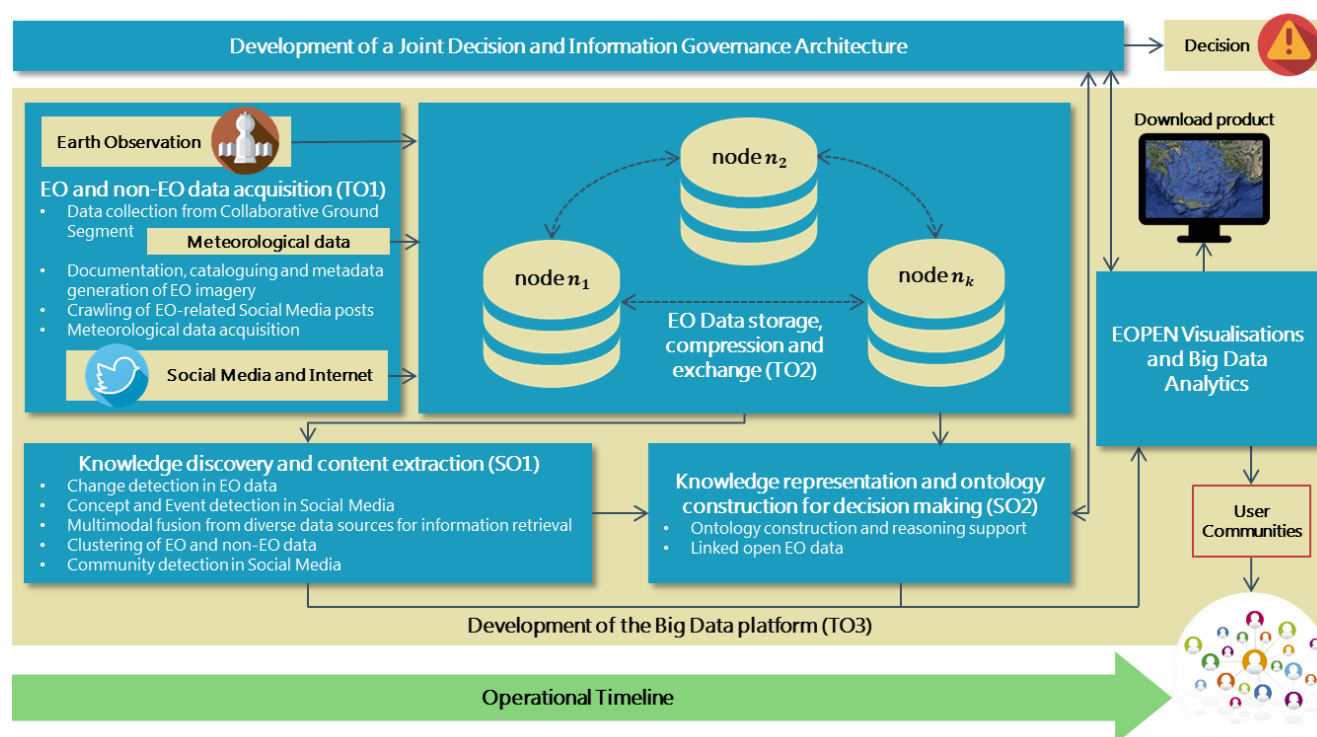 Development of a Joint Decision and Information Governance Architecture
Decision
Earth Observation
EO and non-EO data acquisition (TO1)
• Data collection from Collaborative Ground
Segment
Meteorological data
• Documentation, cataloguing and metadata
generation of EO imagery
• Crawling of EO-related Social Media posts
• Meteorological data acquisition
Social Media and Internet
node n₂
node n₁
node nₖ
EO Data storage,
compression and
exchange (TO2)
Download product
EOPEN Visualisations
and Big Data
Analytics
Knowledge discovery and content extraction (SO1)
• Change detection in EO data
• Concept and Event detection in Social Media
• Multimodal fusion from diverse data sources for information retrieval
• Clustering of EO and non-EO data
• Community detection in Social Media
Knowledge representation and ontology
construction for decision making (SO2)
• Ontology construction and reasoning support
• Linked open EO data
User
Communities
Development of the Big Data platform (TO3)
Operational Timeline